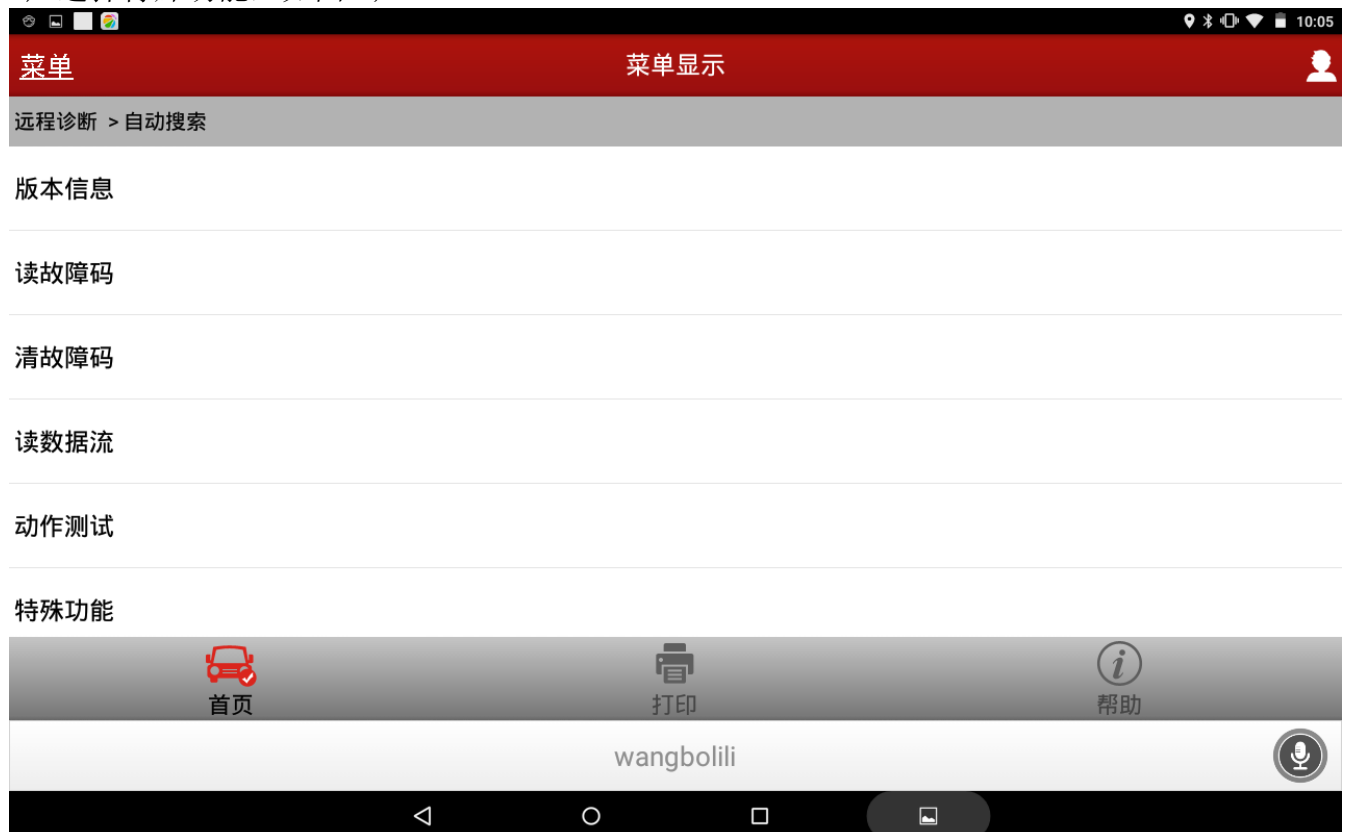 10:05
菜单
菜单显示
远程诊断 >自动搜索
版本信息
读故障码
清故障码
读数据流
动作测试
特殊功能
首页
打印
帮助
wangbolili